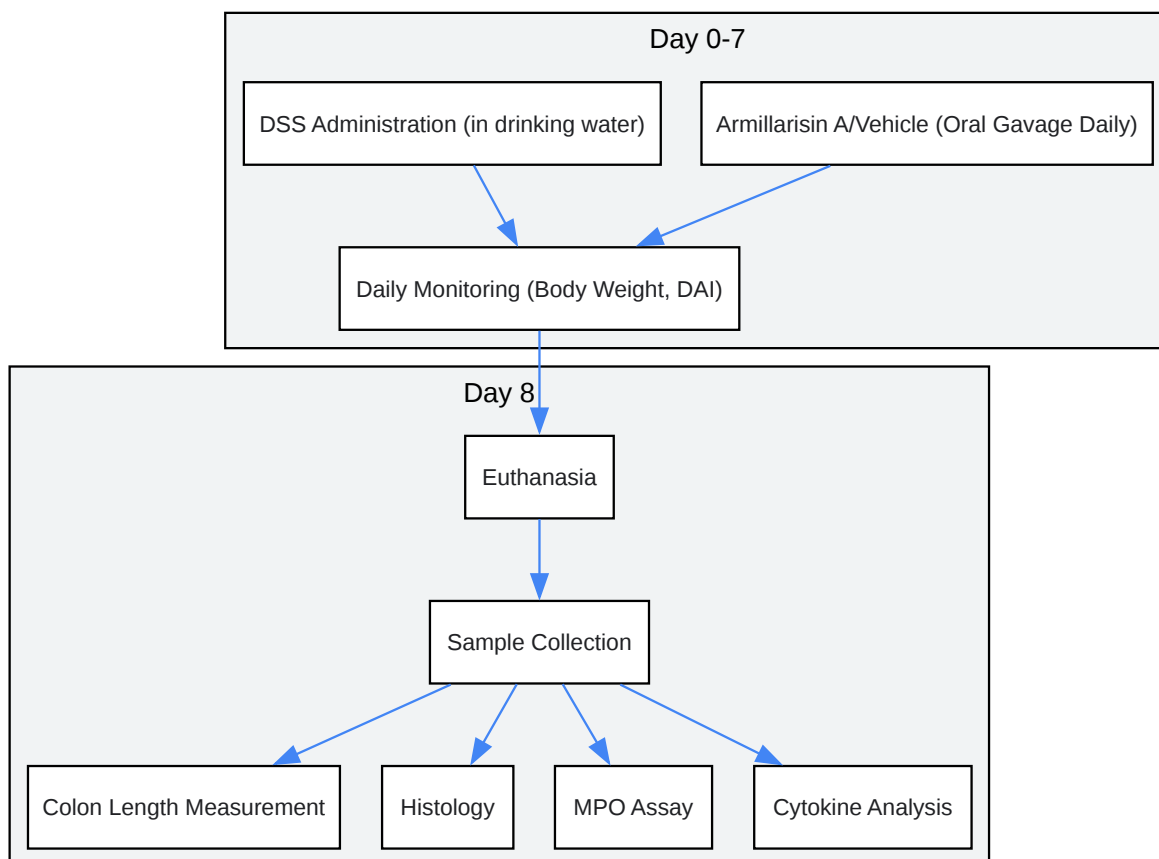 Day 0-7
DSS Administration (in drinking water)
Armillarisin A/Vehicle (Oral Gavage Daily)
Daily Monitoring (Body Weight, DAI)
Day 8
Euthanasia
Sample Collection
Colon Length Measurement
Histology
MPO Assay
Cytokine Analysis